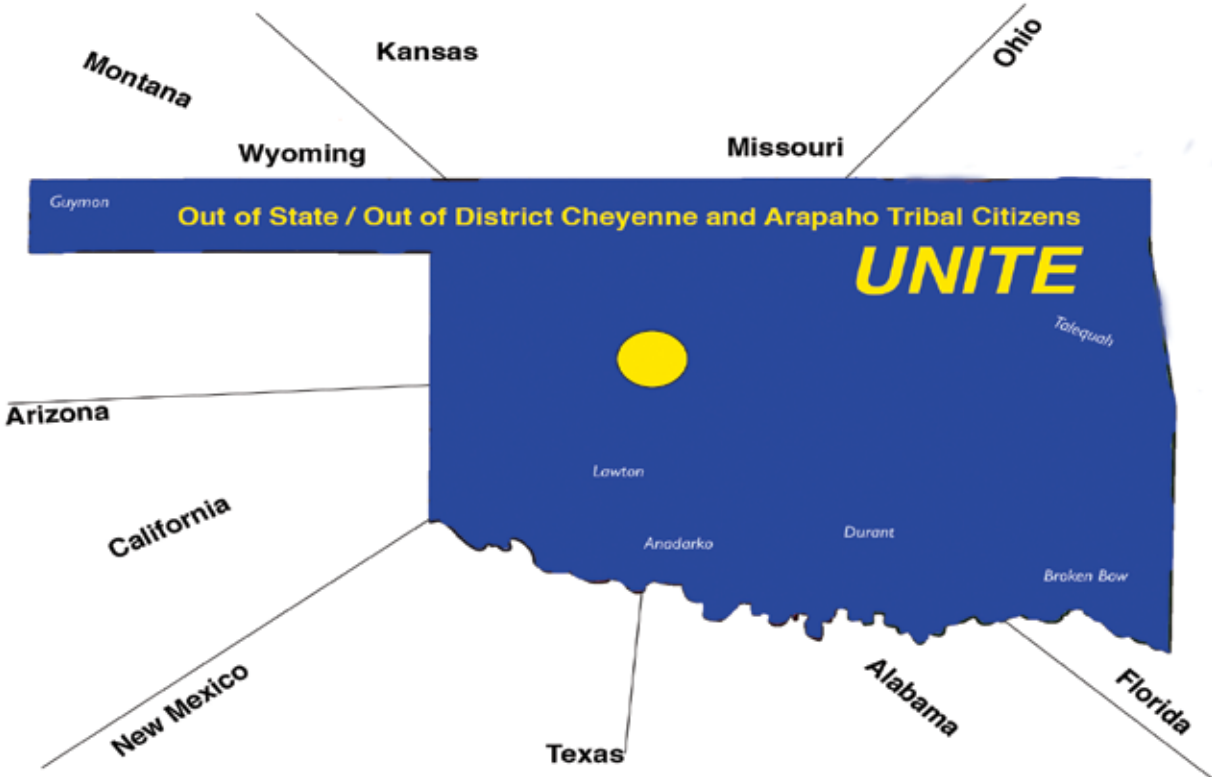 Kansas
Ohio
Montana
Wyoming
Missouri
Guymon
Out of State / Out of District Cheyenne and Arapaho Tribal Citizens
UNITE
Talequah
Arizona
Lawton
California
Anadarko
Durant
Broken Bow
New Mexico
Alabama
Florida
Texas